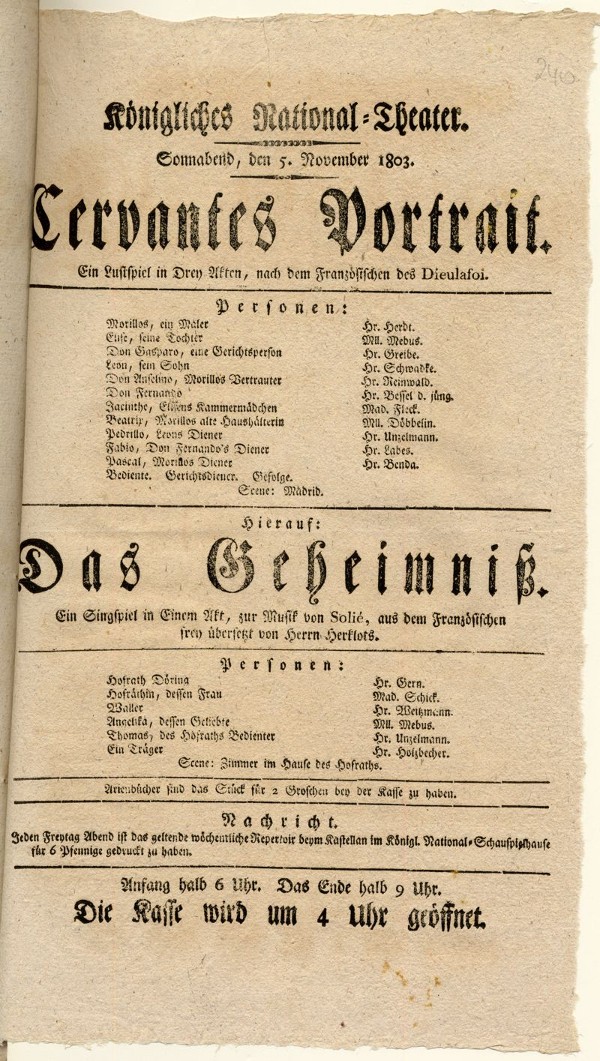 240
Königliches National-Theater.
Sonnabend, den 5. November 1803.
Cervantes Portrait.
Ein Lustspiel in Drey Akten, nach dem Französischen des Dieulafoi.
Personen:
Morillos, ein Maler Hr. Herdt.
Elise, seine Tochter Mll. Mebus.
Don Gasparo, eine Gerichtsperson Hr. Greibe.
Leon, sein Sohn Hr. Schwadke.
Don Anselmo, Morillos Vertrauter Hr. Reinwald.
Don Fernando Hr. Bessel d. jüng.
Jacinthe, Elisens Kammermädchen Mad. Fleck.
Beatrix, Morillos alte Haushälterin Mll. Döbbelin.
Pedrillo, Leons Diener Hr. Unzelmann.
Fabio, Don Fernando's Diener Hr. Labes.
Pascal, Morillos Diener Hr. Benda.
Bediente. Gerichtsdiener. Gefolge.
Scene: Madrid.
Hierauf:
Das Geheimniß.
Ein Singspiel in Einem Akt, zur Musik von Solié, aus dem Französischen
frey übersetzt von Herrn Herklots.
Personen:
Hofrath Döring Hr. Gern.
Hofräthin, dessen Frau Mad. Schick.
Waller Hr. Weitzmann.
Angelika, dessen Geliebte Mll. Mebus.
Thomas, des Hofraths Bedienter Hr. Unzelmann.
Ein Träger Hr. Holzbecher.
Scene: Zimmer im Hause des Hofraths.
Arienbücher sind das Stück für 2 Groschen bey der Kasse zu haben.
Nachricht.
Jeden Freytag Abend ist das geltende wöchentliche Repertoir beym Kastellan im Königl. National-Schauspielhause
für 6 Pfennige gedruckt zu haben.
Anfang halb 6 Uhr. Das Ende halb 9 Uhr.
Die Kasse wird um 4 Uhr geöffnet.